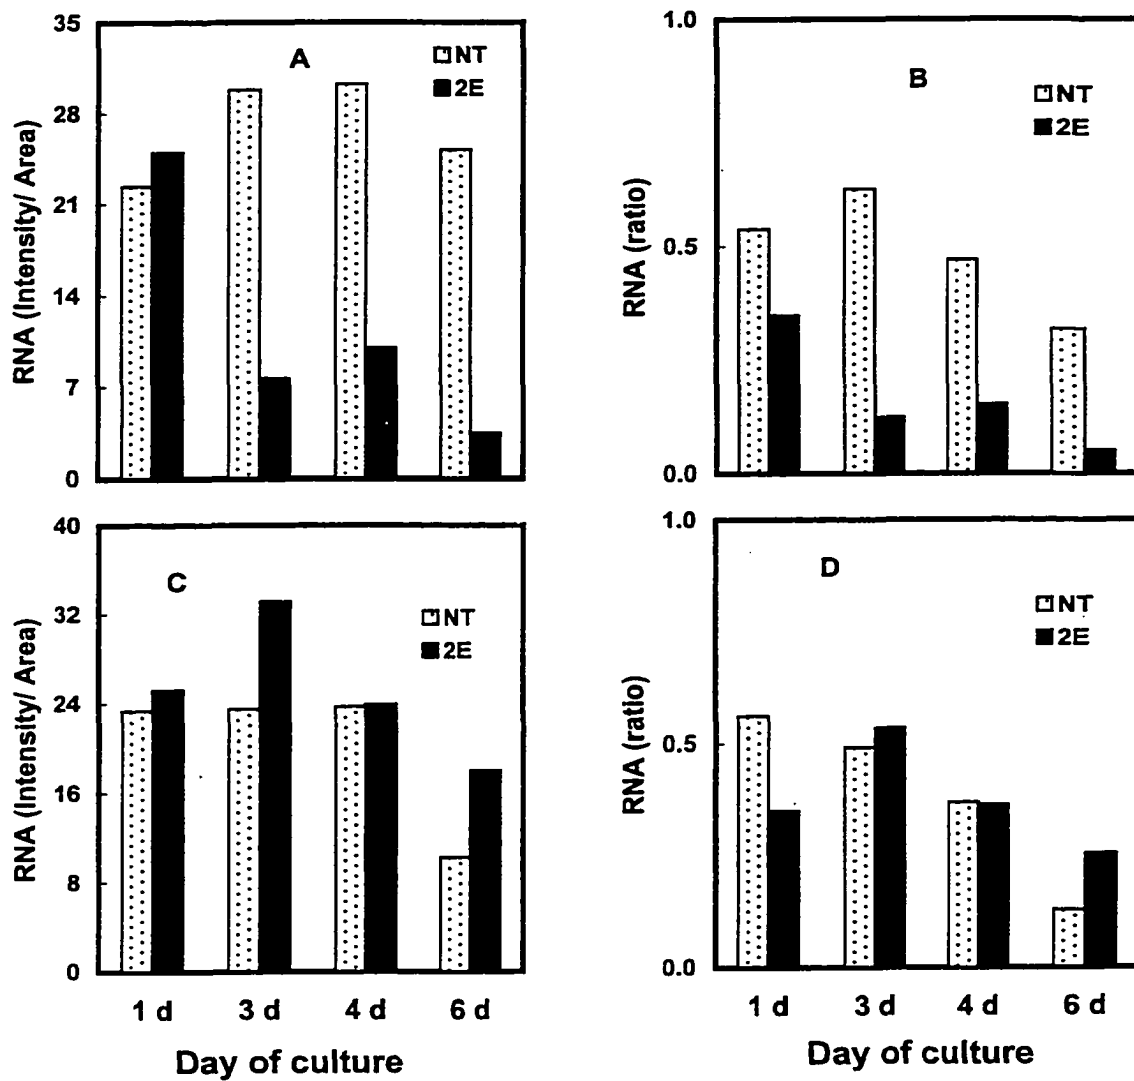 35
28
21
14
7
0
RNA (Intensity/ Area)
A
NT
2E
1.0
0.5
0.0
RNA (ratio)
B
NT
2E
40
32
24
16
8
0
RNA (Intensity/ Area)
C
NT
2E
1 d 3 d 4 d 6 d
Day of culture
1.0
0.5
0.0
RNA (ratio)
D
NT
2E
1 d 3 d 4 d 6 d
Day of culture